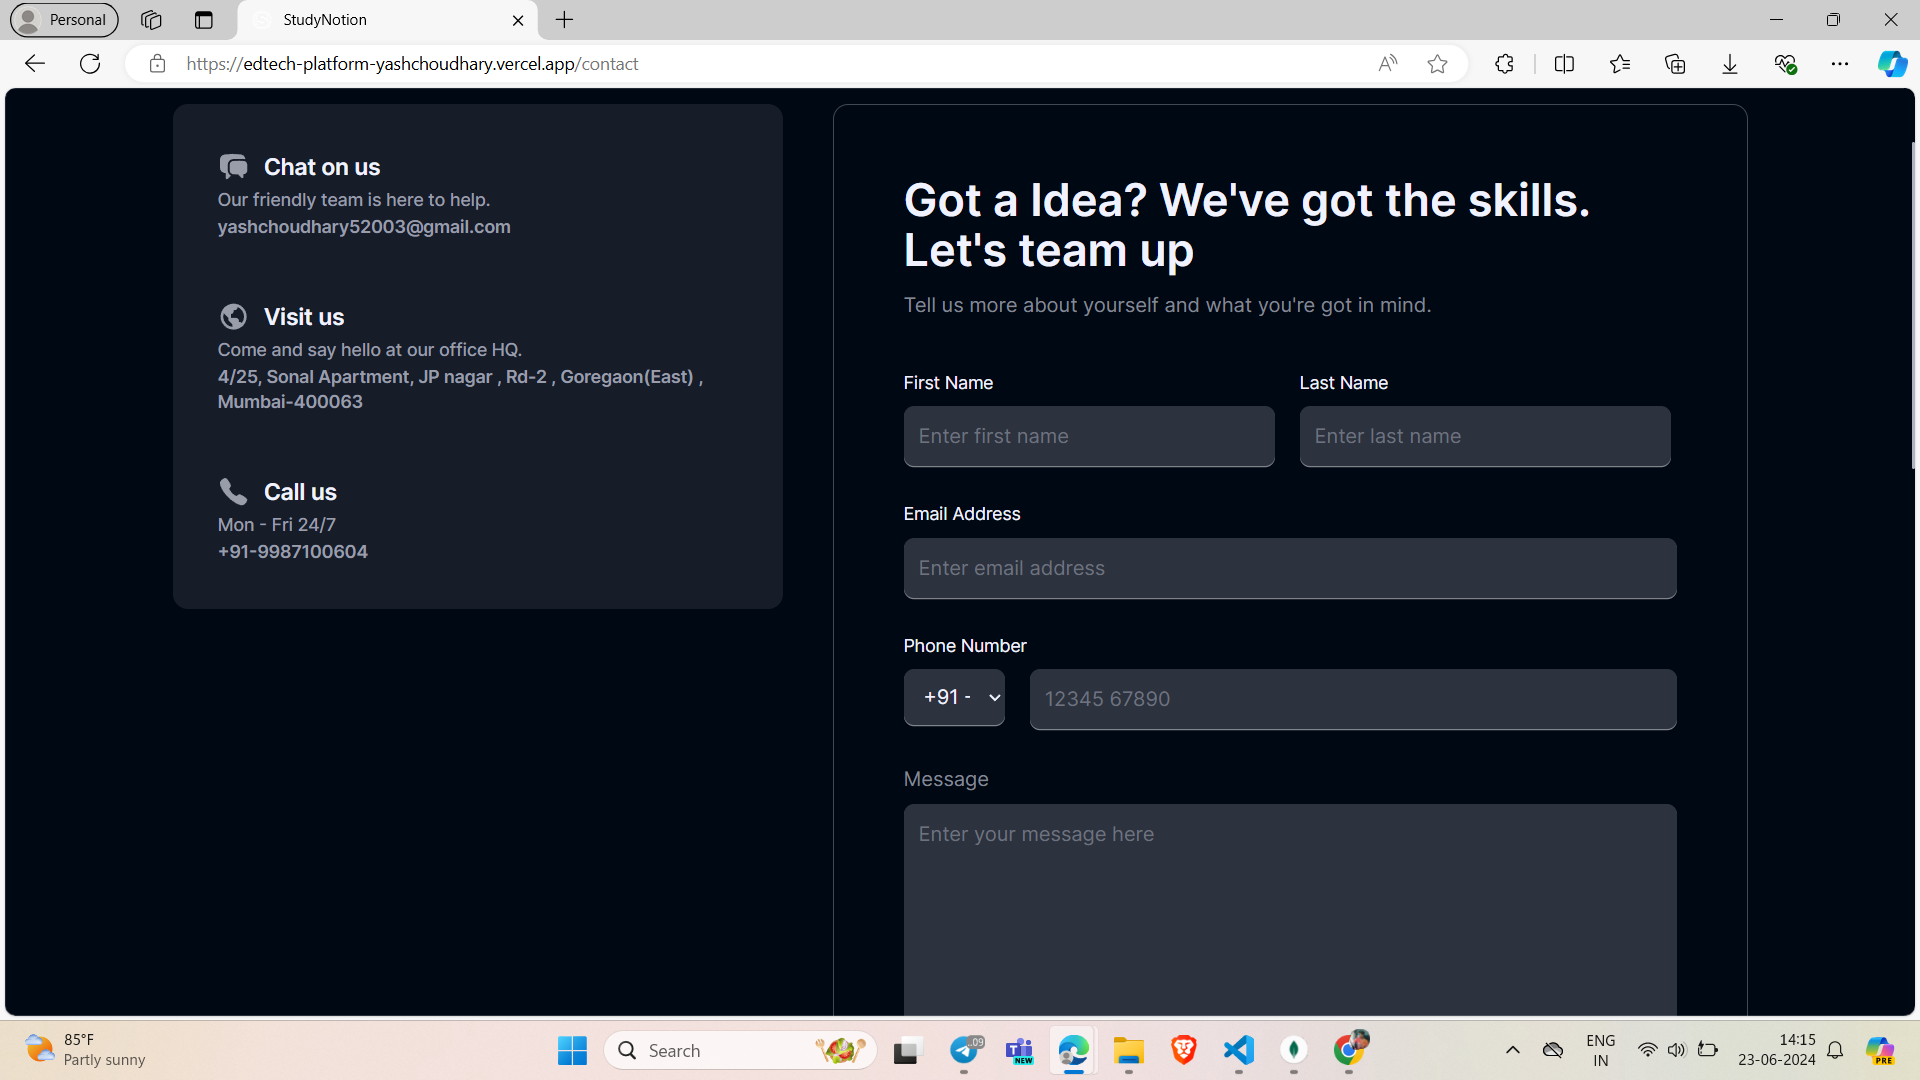 Personal
StudyNotion
https://edtech-platform-yashchoudhary.vercel.app/contact
Chat on us
Our friendly team is here to help.
yashchoudhary52003@gmail.com
Visit us
Come and say hello at our office HQ.
4/25, Sonal Apartment, JP nagar , Rd-2 , Goregaon(East) ,
Mumbai-400063
Call us
Mon - Fri 24/7
+91-9987100604
Got a Idea? We've got the skills.
Let's team up
Tell us more about yourself and what you're got in mind.
First Name
Last Name
Enter first name
Enter last name
Email Address
Enter email address
Phone Number
+91 -
12345 67890
Message
Enter your message here
85°F
Partly sunny
Search
..09
NEW
ENG
IN
14:15
23-06-2024
PRE